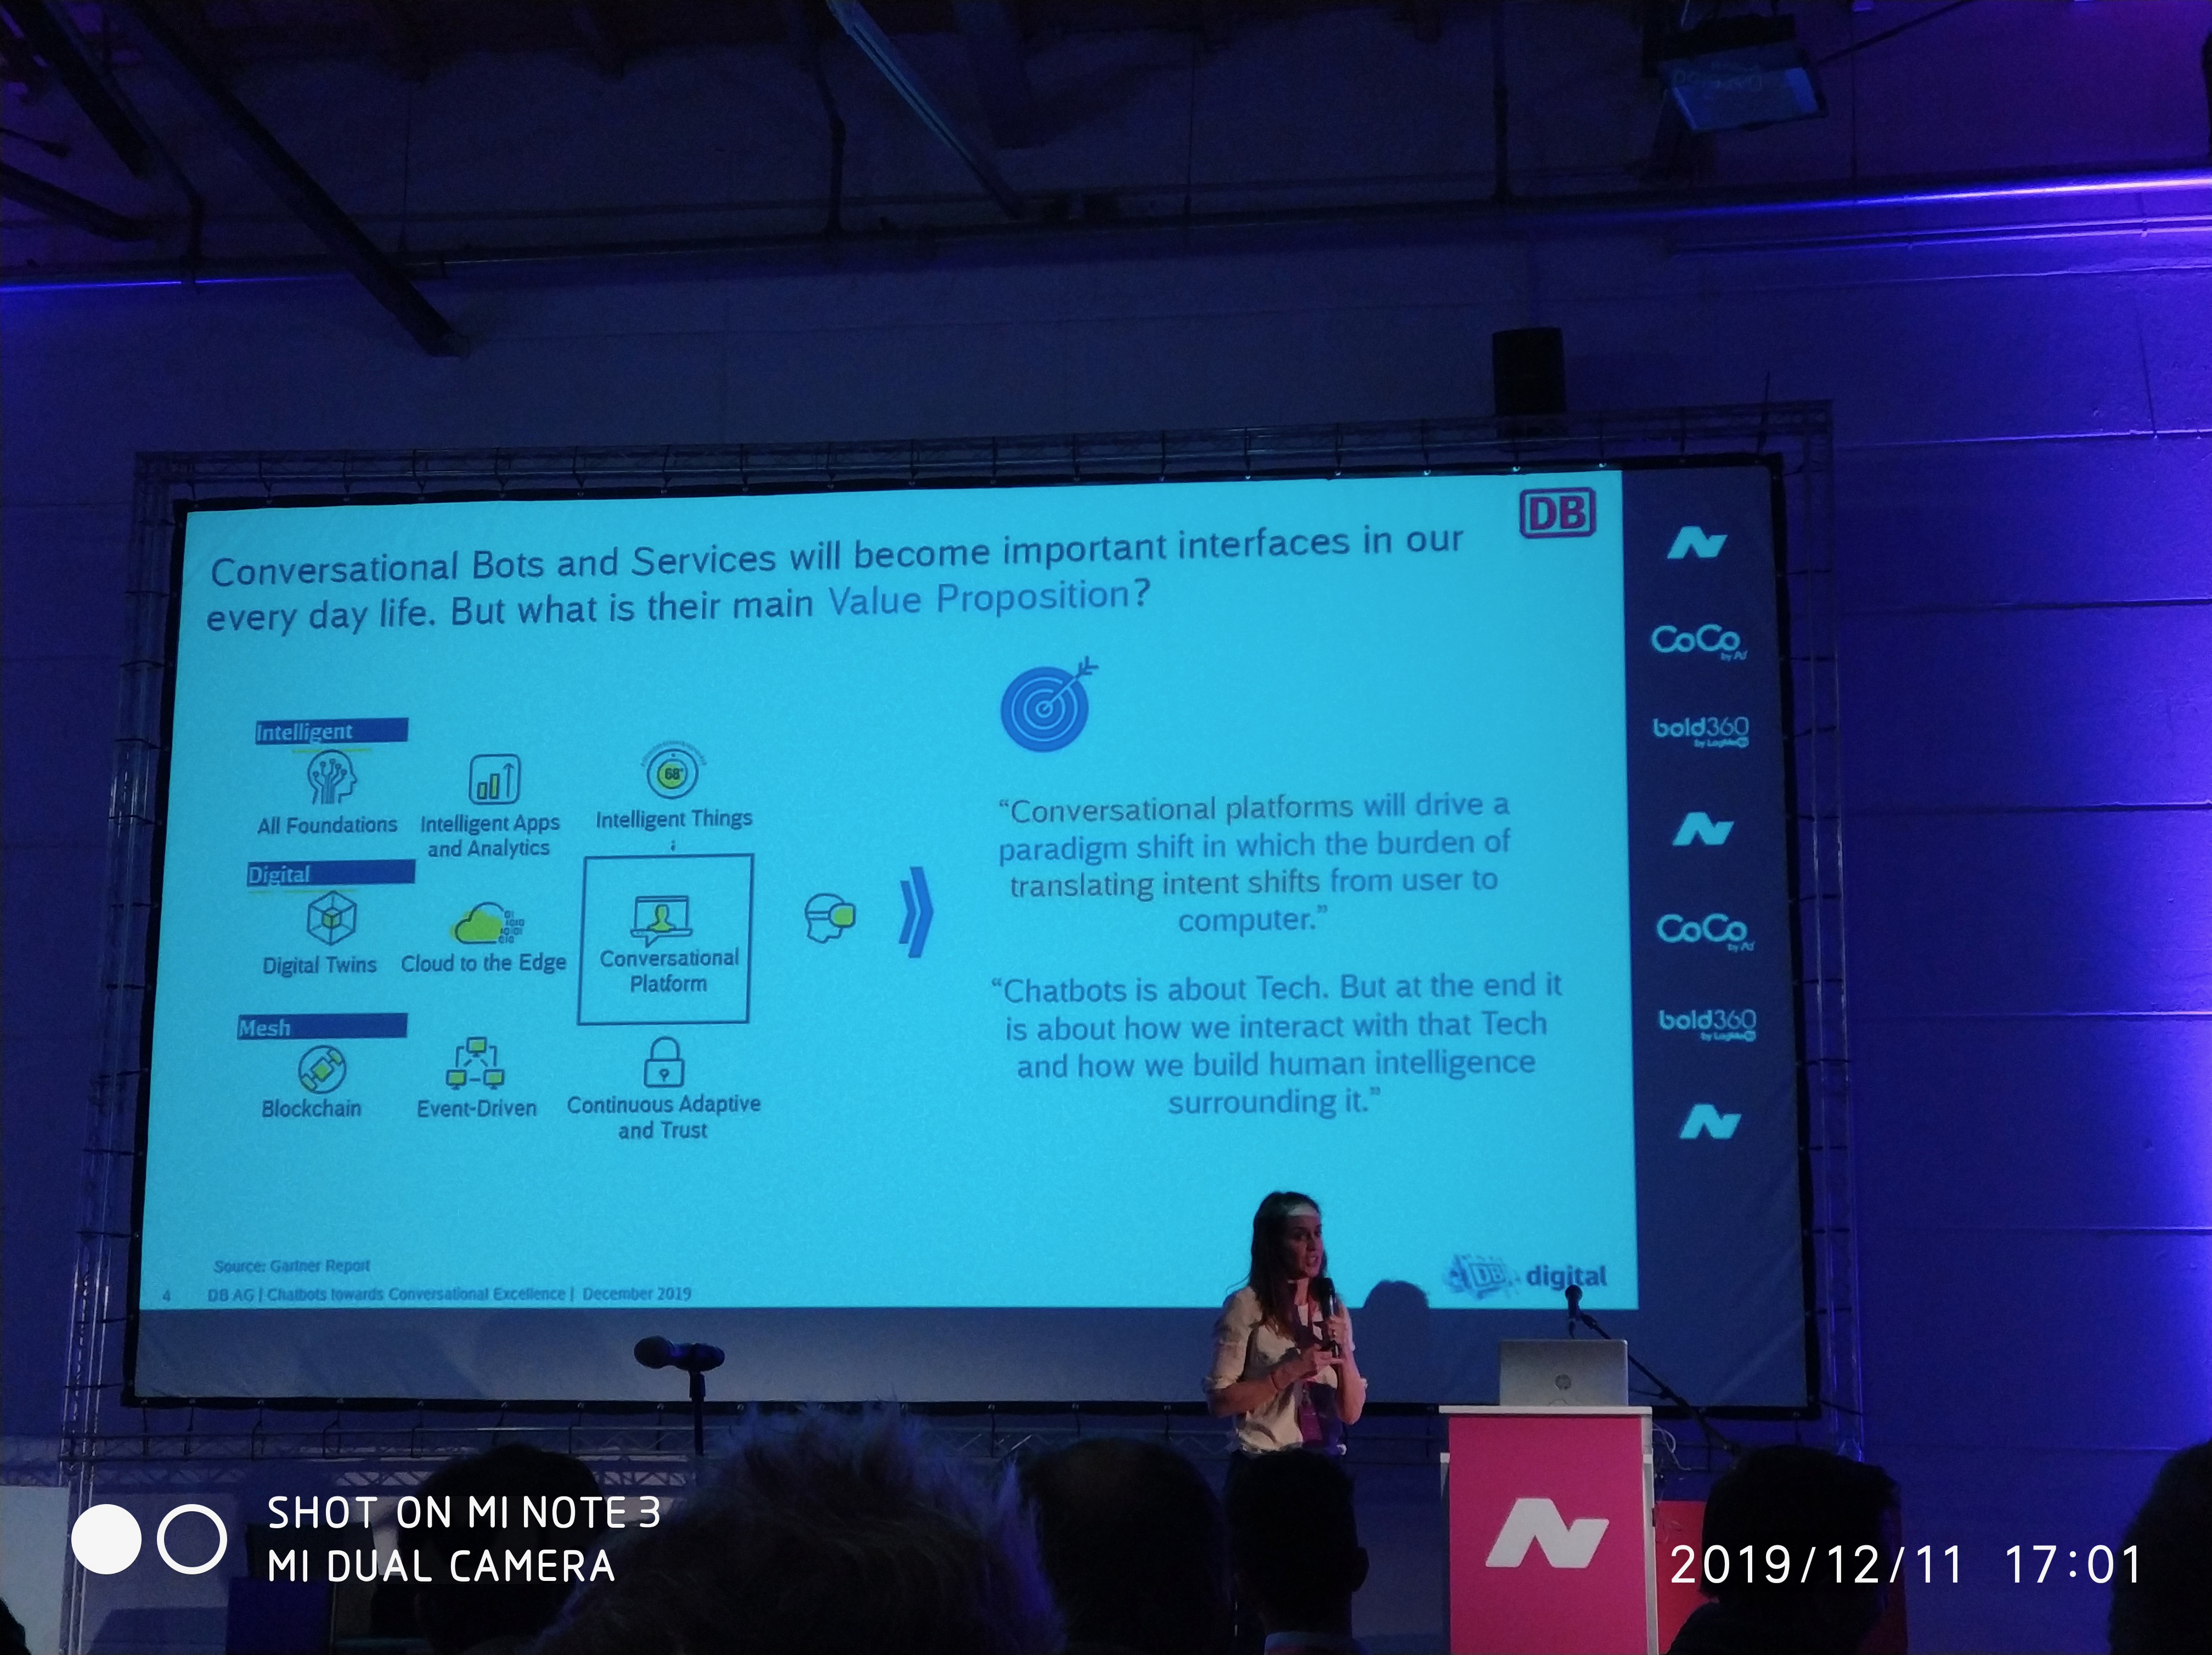 Conversational Bots and Services will become important interfaces in our
every day life. But what is their main Value Proposition?
DB
Intelligent
All Foundations
Intelligent Apps
and Analytics
68°
Intelligent Things
Digital
Digital Twins
Cloud to the Edge
Conversational
Platform
Mesh
Blockchain
Event-Driven
Continuous Adaptive
and Trust
“Conversational platforms will drive a
paradigm shift in which the burden of
translating intent shifts from user to
computer.”
“Chatbots is about Tech. But at the end it
is about how we interact with that Tech
and how we build human intelligence
surrounding it.”
Source: Gartner Report
4 DB AG | Chatbots towards Conversational Excellence | December 2019
DB digital
CoCo
by
bold360
by LogMeIn
CoCo
by
bold360
by LogMeIn
SHOT ON MI NOTE 3
MI DUAL CAMERA
2019/12/11 17:01